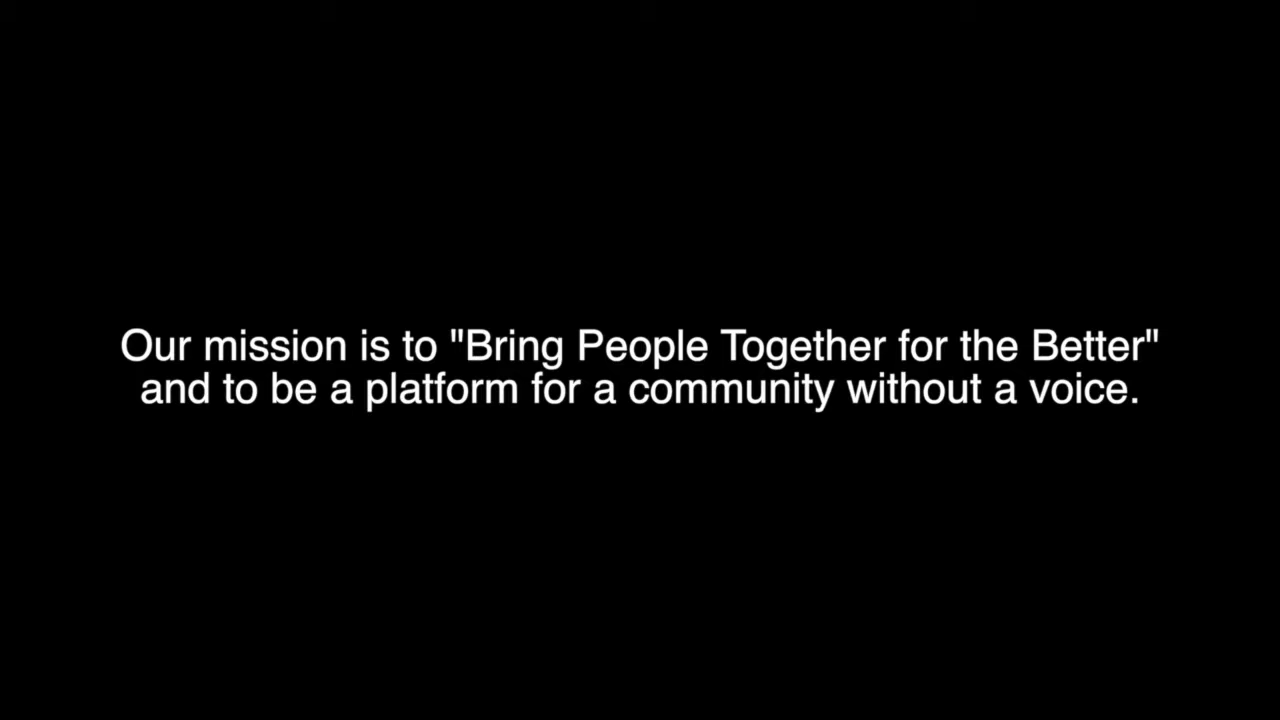 Our mission is to "Bring People Together for the Better"
and to be a platform for a community without a voice.